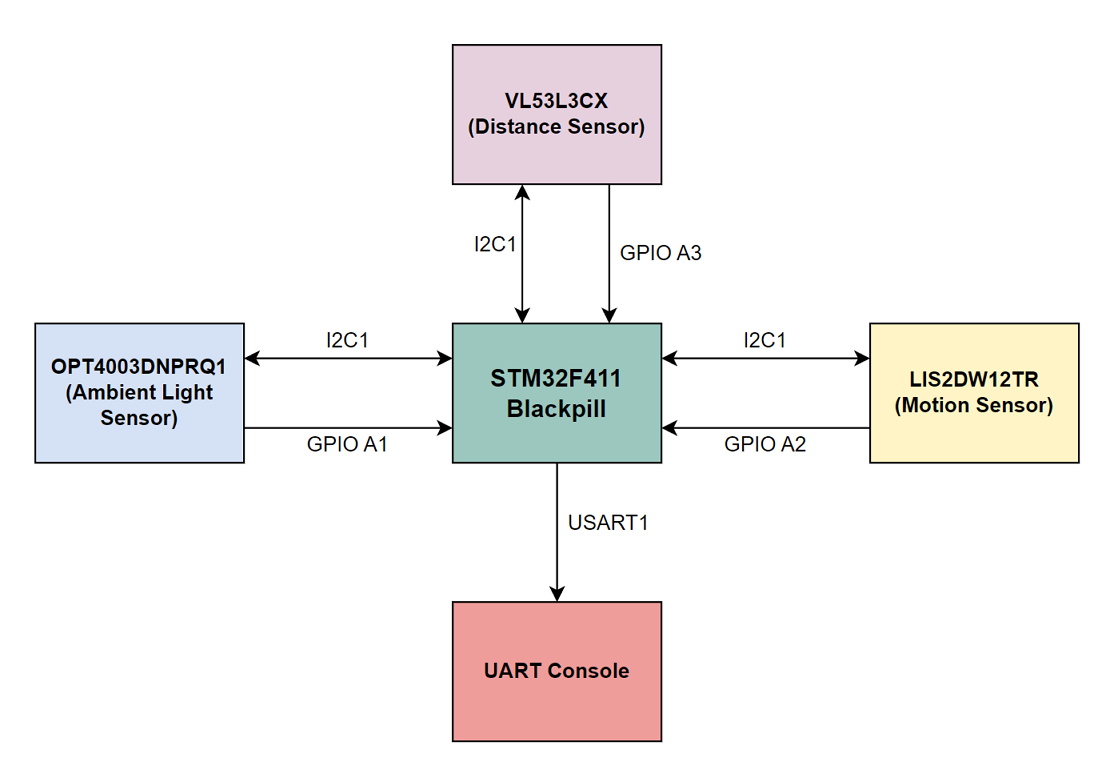 VL53L3CX
(Distance Sensor)
I2C1
GPIO A3
OPT4003DNPRQ1
(Ambient Light
Sensor)
I2C1
GPIO A1
STM32F411
Blackpill
I2C1
GPIO A2
LIS2DW12TR
(Motion Sensor)
USART1
UART Console